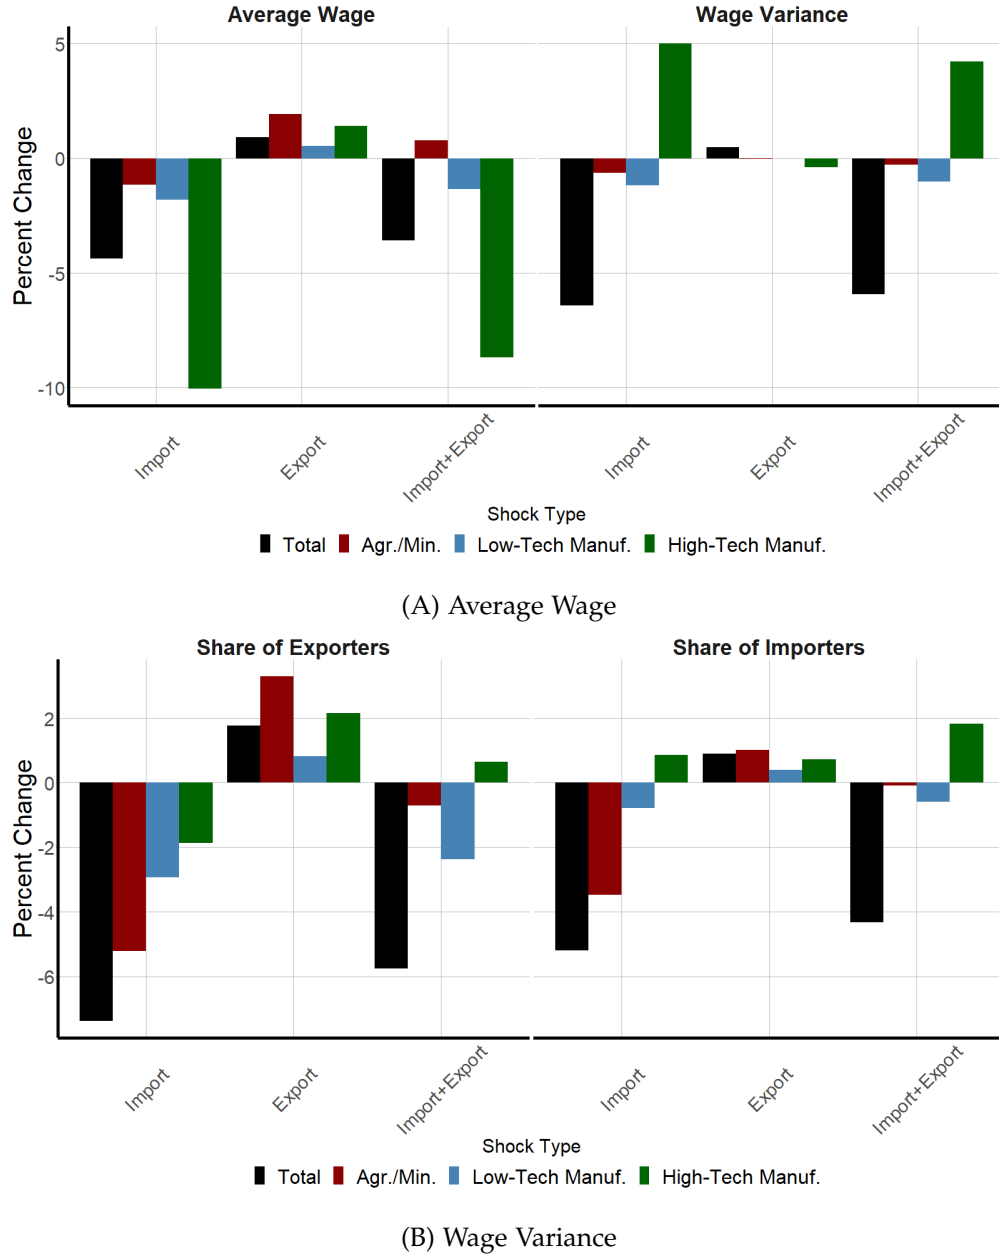 Average Wage
Wage Variance
Percent Change
5
0
-5
-10
Import
Export
Import+Export
Import
Export
Import+Export
Shock Type
Total Agr./Min. Low-Tech Manuf. High-Tech Manuf.
(A) Average Wage
Share of Exporters
Share of Importers
Percent Change
2
0
-2
-4
-6
Import
Export
Import+Export
Import
Export
Import+Export
Shock Type
Total Agr./Min. Low-Tech Manuf. High-Tech Manuf.
(B) Wage Variance